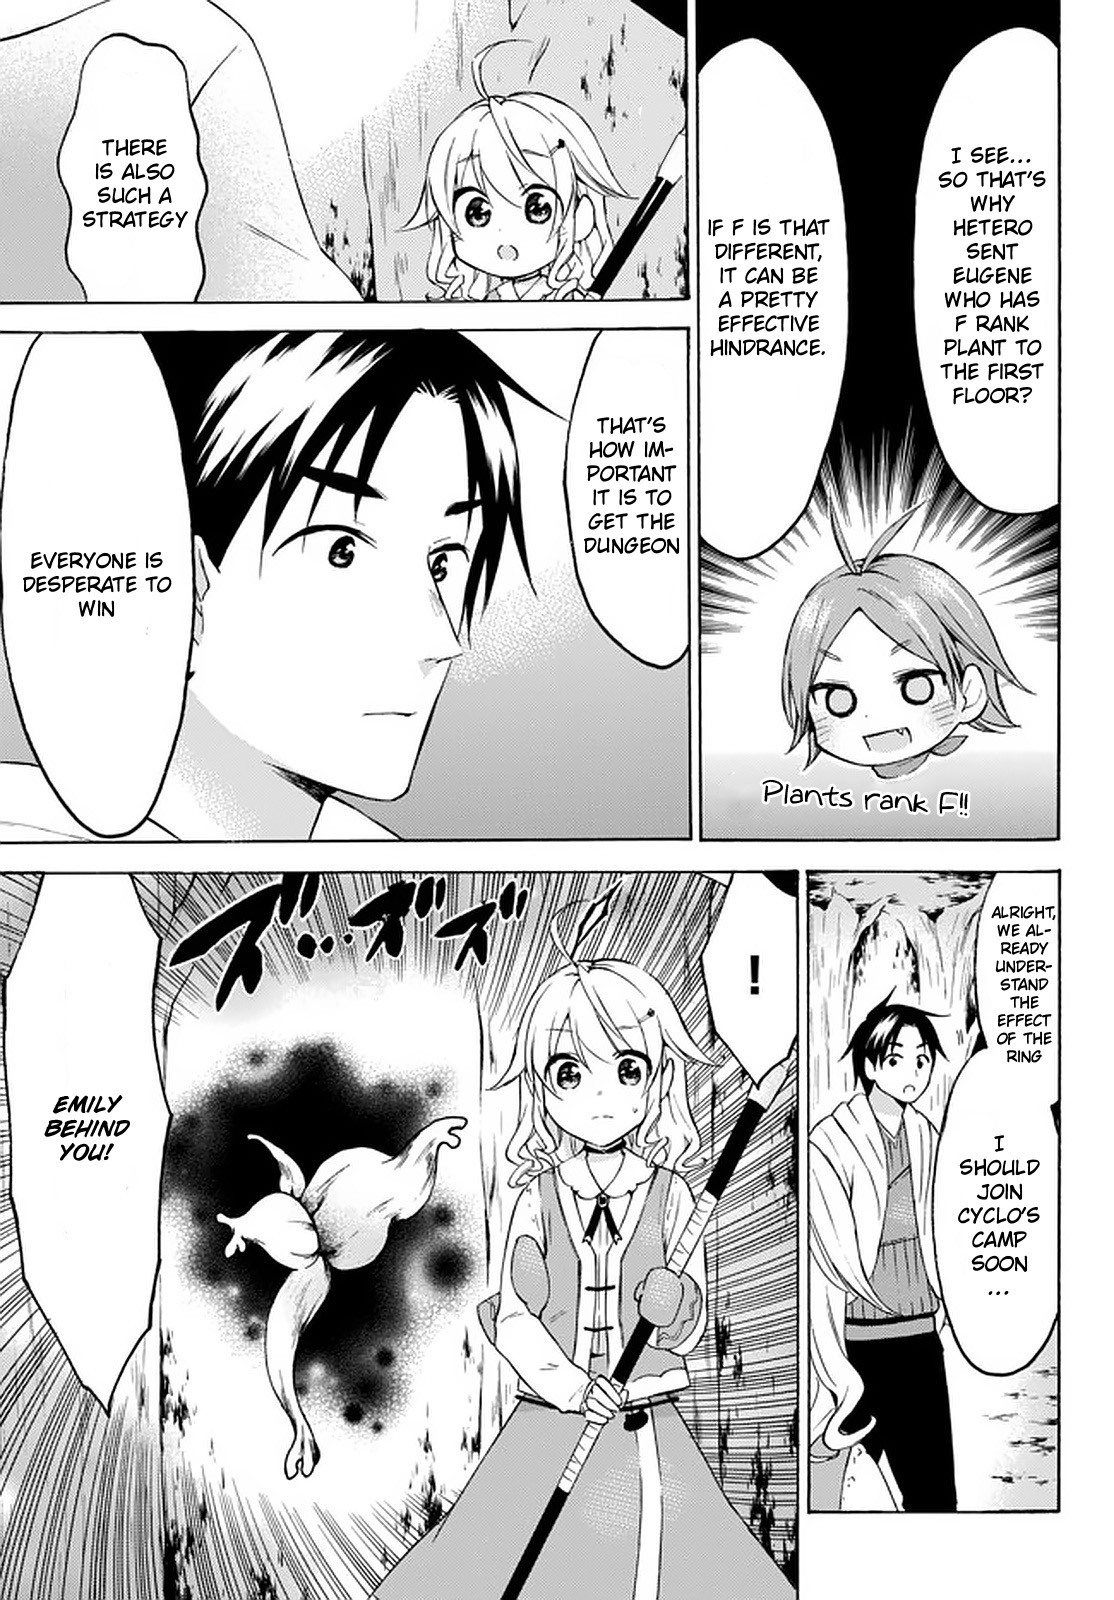 I SEE...
SO THAT'S
WHY
HETERO
SENT
EUGENE
WHO HAS
F RANK
PLANT TO
THE FIRST
FLOOR?
IF F IS THAT
DIFFERENT,
IT CAN BE
A PRETTY
EFFECTIVE
HINDRANCE.
Plants rank F!!
THERE
IS ALSO
SUCH A
STRATEGY
THAT'S
HOW IM-
PORTANT
IT IS TO
GET THE
DUNGEON
EVERYONE IS
DESPERATE TO
WIN
ALRIGHT,
WE AL-
READY
UNDER-
STAND
THE
EFFECT
OF THE
RING
I
SHOULD
JOIN
CYCLO'S
CAMP
SOON
...
!
ズズズ...
EMILY
BEHIND
YOU!